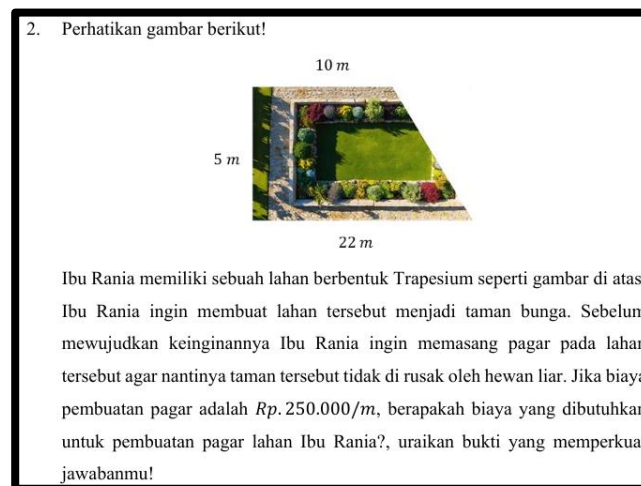 2. Perhatikan gambar berikut!
10 m
5 m
22 m
Ibu Rania memiliki sebuah lahan berbentuk Trapesium seperti gambar di atas
Ibu Rania ingin membuat lahan tersebut menjadi taman bunga. Sebelum
mewujudkan keinginannya Ibu Rania ingin memasang pagar pada lahan
tersebut agar nantinya taman tersebut tidak di rusak oleh hewan liar. Jika biaya
pembuatan pagar adalah Rp. 250.000/m, berapakah biaya yang dibutuhkan
untuk pembuatan pagar lahan Ibu Rania?, uraikan bukti yang memperkuat
jawabanmu!